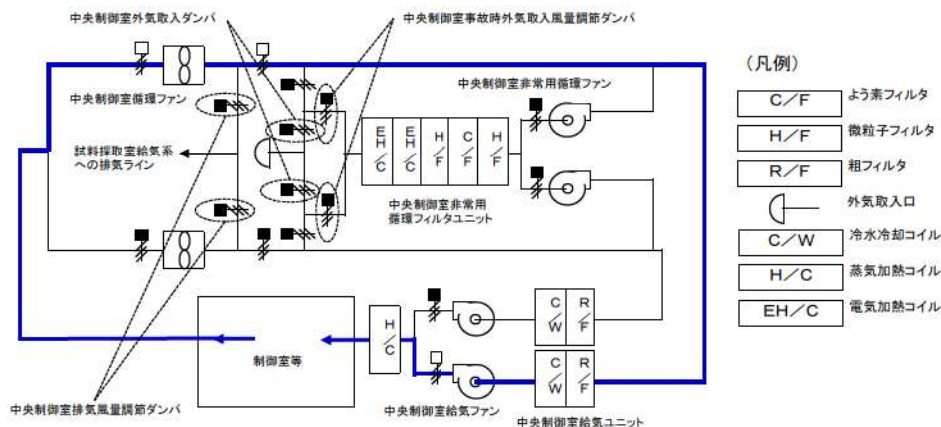 中央制御室外気取入ダンパ
中央制御室事故時外気取入風量調節ダンパ
中央制御室循環ファン
中央制御室非常用循環ファン
試料採取室給気系
への排気ライン
EH/C
EH/C
H/F
C/F
H/F
中央制御室非常用
循環フィルタユニット
制御室等
H/C
C/W
R/F
C/W
R/F
中央制御室排気風量調節ダンパ
中央制御室給気ファン
中央制御室給気ユニット
(凡例)
C/F
よう素フィルタ
H/F
微粒子フィルタ
R/F
粗フィルタ
外気取入口
C/W
冷水冷却コイル
H/C
蒸気加熱コイル
EH/C
電気加熱コイル